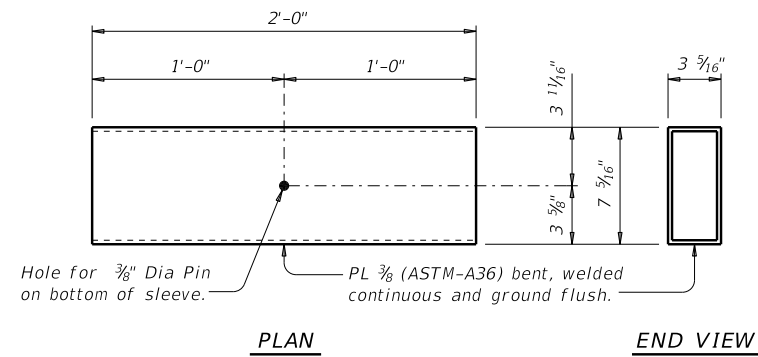 2'-0"
1'-0"
1'-0"
3 11/16"
3 5/16"
3 5/8"
7 5/16"
Hole for 3/8" Dia Pin
on bottom of sleeve.
PL 3/8 (ASTM-A36) bent, welded
continuous and ground flush.
PLAN
END VIEW